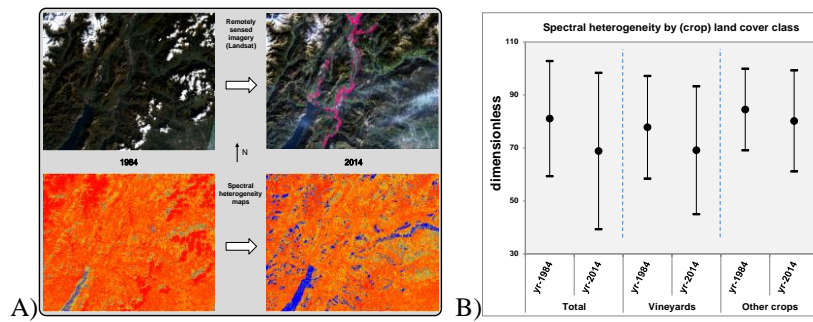 Remotely
sensed
imagery
(Landsat)
N
1984
2014
Spectral
heterogeneity
maps
A)
Spectral heterogeneity by (crop) land cover class
dimensionless
110
90
70
50
30
yr-1984
yr-2014
yr-1984
yr-2014
yr-1984
yr-2014
Total
Vineyards
Other crops
B)